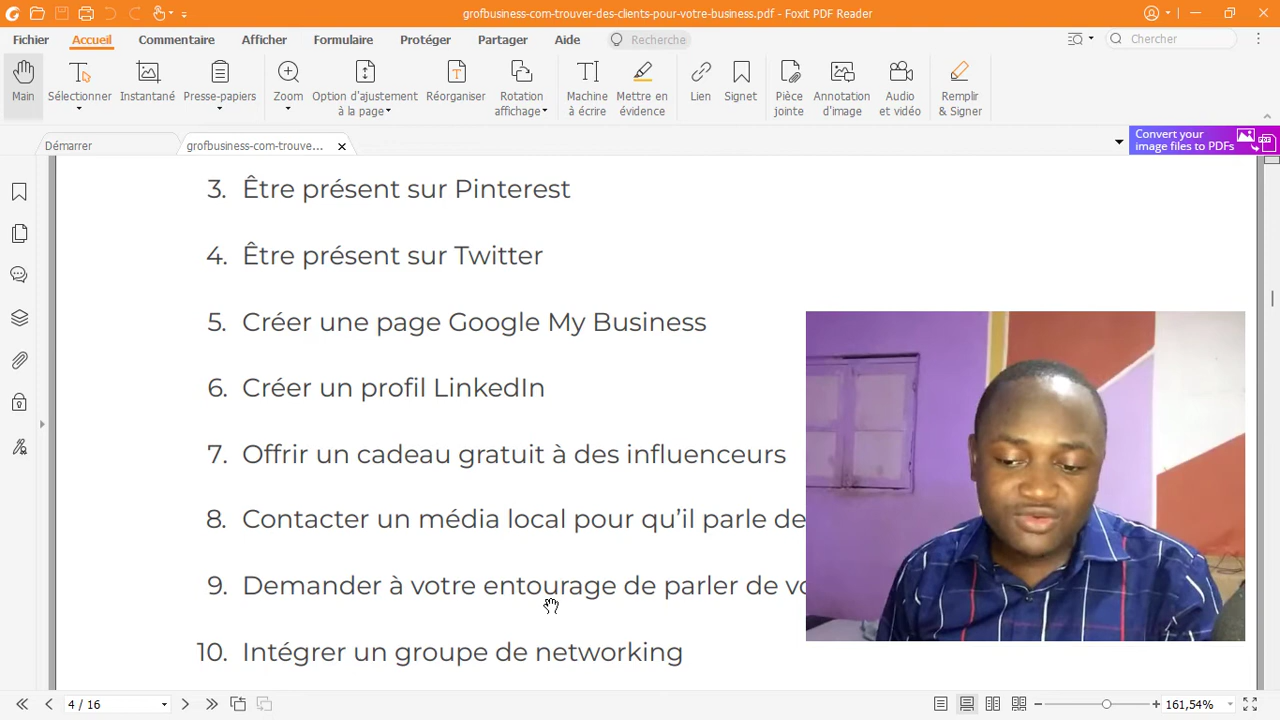 grofbusiness-com-trouver-des-clients-pour-votre-business.pdf - Foxit PDF Reader
Fichier Accueil Commentaire Afficher Formulaire Protéger Partager Aide Recherche Chercher
Main Sélectionner Instantané Presse-papiers Zoom Option d'ajustement à la page Réorganiser Rotation affichage Machine à écrire Mettre en évidence Lien Signet Pièce jointe Annotation d'image Audio et vidéo Remplir & Signer
Démarrer grofbusiness-com-trouve...
Convert your
image files to PDFs
3. Être présent sur Pinterest
4. Être présent sur Twitter
5. Créer une page Google My Business
6. Créer un profil LinkedIn
7. Offrir un cadeau gratuit à des influenceurs
8. Contacter un média local pour qu'il parle de
9. Demander à votre entourage de parler de vo
10. Intégrer un groupe de networking
4 / 16 161,54%